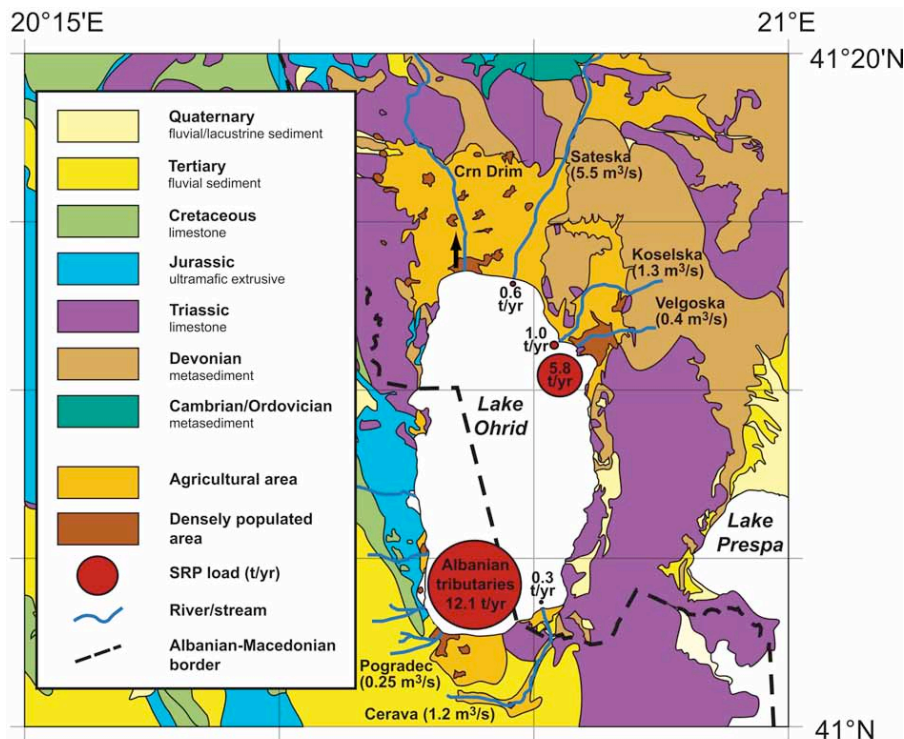 20°15'E
21°E
41°20'N
Quaternary
fluvial/lacustrine sediment
Tertiary
fluvial sediment
Cretaceous
limestone
Jurassic
ultramafic extrusive
Triassic
limestone
Devonian
metasediment
Cambrian/Ordovician
metasediment
Agricultural area
Densely populated
area
SRP load (t/yr)
River/stream
Albanian-Macedonian
border
Crn Drim
Sateska
(5.5 m³/s)
Koselska
(1.3 m³/s)
Velgoska
(0.4 m³/s)
0.6
t/yr
1.0
t/yr
5.8
t/yr
Lake
Ohrid
Lake
Prespa
Albanian
tributaries
12.1 t/yr
0.3
t/yr
Pogradec
(0.25 m³/s)
Cerava (1.2 m³/s)
41°N